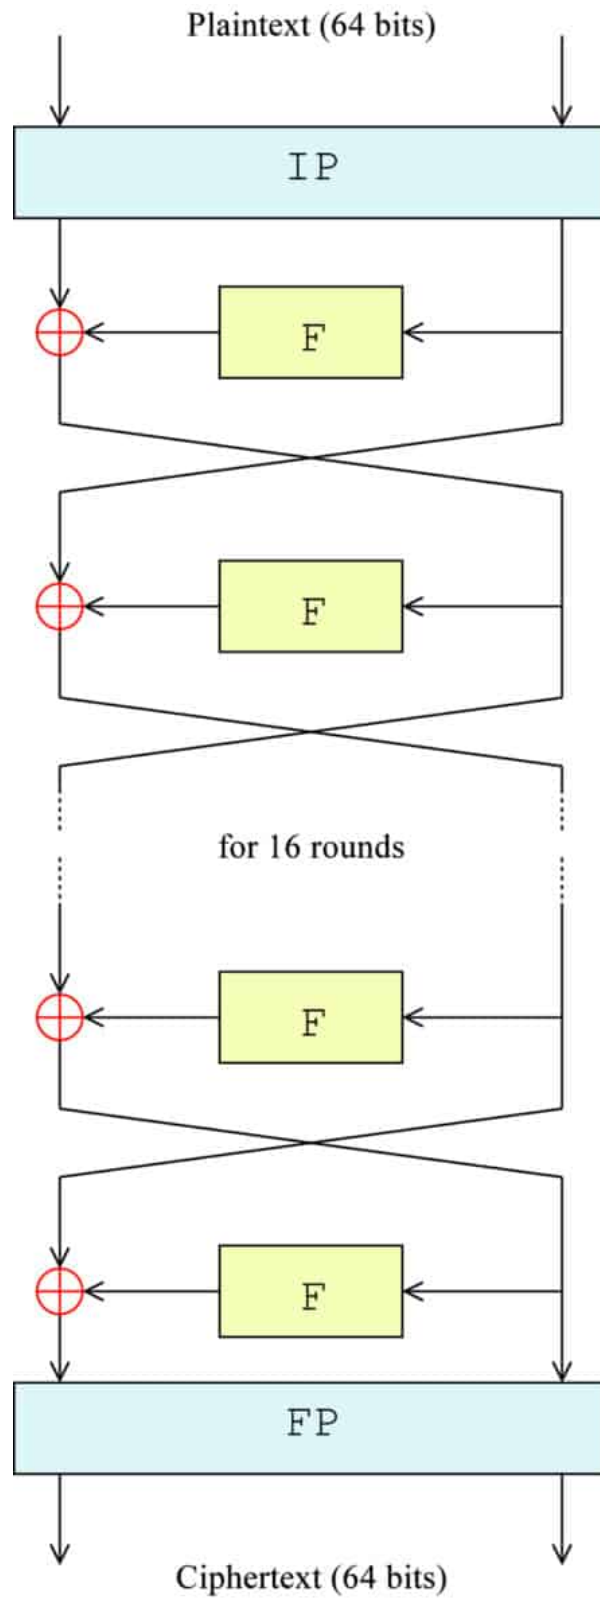 Plaintext (64 bits)
IP
F
F
for 16 rounds
F
F
FP
Ciphertext (64 bits)